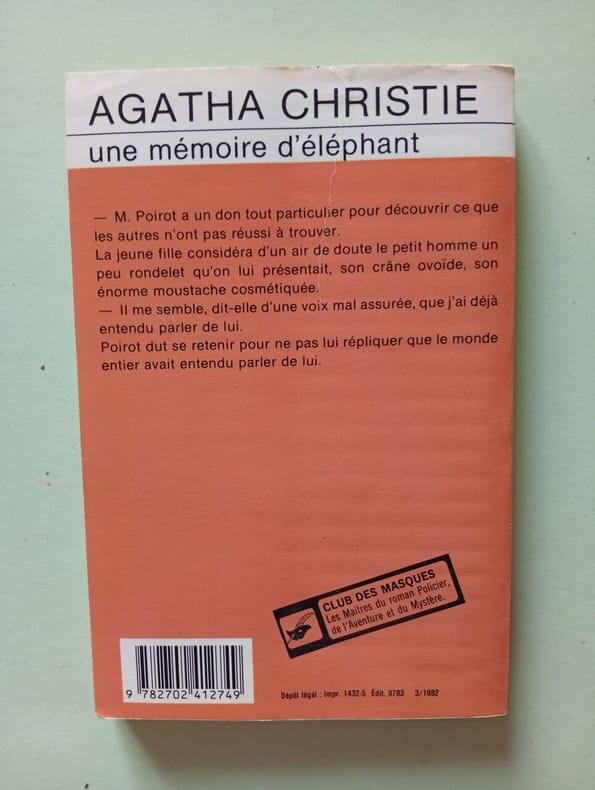 AGATHA CHRISTIE
une mémoire d'éléphant
— M. Poirot a un don tout particulier pour découvrir ce que
les autres n'ont pas réussi à trouver.
La jeune fille considéra d'un air de doute le petit homme un
peu rondelet qu'on lui présentait, son crâne ovoïde, son
énorme moustache cosmétiquée.
— Il me semble, dit-elle d'une voix mal assurée, que j'ai déjà
entendu parler de lui.
Poirot dut se retenir pour ne pas lui répliquer que le monde
entier avait entendu parler de lui.
CLUB DES MASQUES
Les Maîtres du roman Policier,
de l'Aventure et du Mystère.
9 782702 412749
Dépôt légal : Impr. 1432-5 Édit. 9783 3/1982